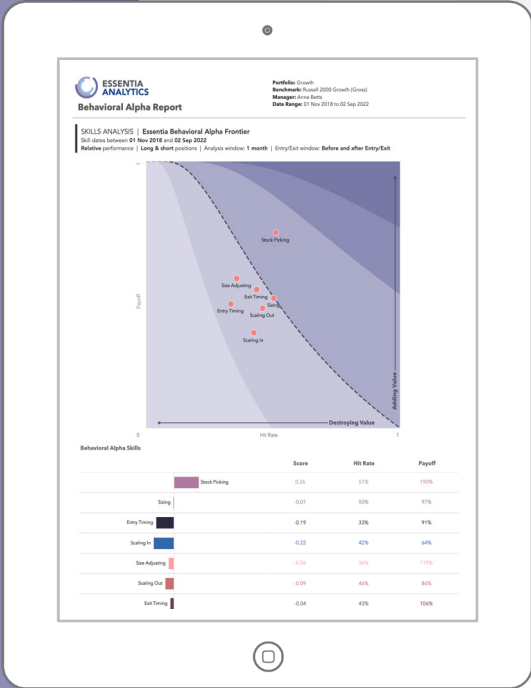 ESSENTIA
ANALYTICS
Behavioral Alpha Report
Portfolio: Growth
Benchmark: Russell 2000 Growth (Gross)
Manager: Anna Betts
Date Range: 01 Nov 2018 to 02 Sep 2022
SKILLS ANALYSIS | Essentia Behavioral Alpha Frontier
Skill dates between 01 Nov 2018 and 02 Sep 2022
Relative performance | Long & short positions | Analysis window: 1 month | Entry/Exit window: Before and after Entry/Exit
Stock Picking
Size Adjusting
Exit Timing
Sizing
Entry Timing
Scaling Out
Scaling In
Payoff
Adding Value
Destroying Value
0
Hit Rate
1
Behavioral Alpha Skills
Score Hit Rate Payoff
Stock Picking 0.26 51% 190%
Sizing -0.01 50% 97%
Entry Timing -0.19 33% 91%
Scaling In -0.22 42% 64%
Size Adjusting -0.06 36% 119%
Scaling Out -0.09 46% 86%
Exit Timing -0.04 43% 106%